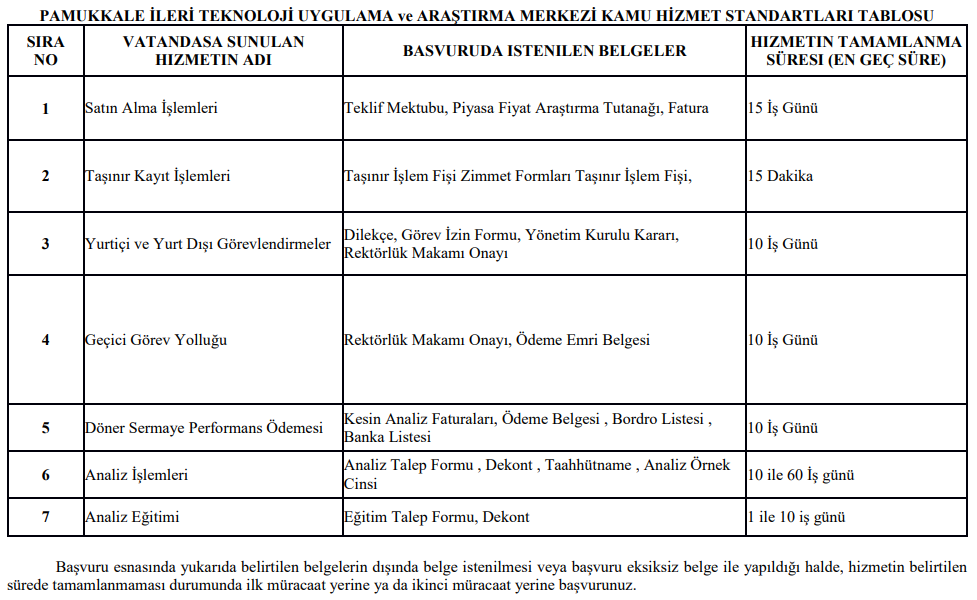 PAMUKKALE İLERİ TEKNOLOJİ UYGULAMA ve ARAŞTIRMA MERKEZİ KAMU HİZMET STANDARTLARI TABLOSU
SIRA NO VATANDASA SUNULAN HIZMETIN ADI BASVURUDA ISTENILEN BELGELER HIZMETIN TAMAMLANMA SÜRESI (EN GEÇ SÜRE)
1 Satın Alma İşlemleri Teklif Mektubu, Piyasa Fiyat Araştırma Tutanağı, Fatura 15 İş Günü
2 Taşınır Kayıt İşlemleri Taşınır İşlem Fişi Zimmet Formları Taşınır İşlem Fişi, 15 Dakika
3 Yurtiçi ve Yurt Dışı Görevlendirmeler Dilekçe, Görev İzin Formu, Yönetim Kurulu Kararı, Rektörlük Makamı Onayı 10 İş Günü
4 Geçici Görev Yolluğu Rektörlük Makamı Onayı, Ödeme Emri Belgesi 10 İş Günü
5 Döner Sermaye Performans Ödemesi Kesin Analiz Faturaları, Ödeme Belgesi , Bordro Listesi , Banka Listesi 10 İş Günü
6 Analiz İşlemleri Analiz Talep Formu , Dekont , Taahhütname , Analiz Örnek Cinsi 10 ile 60 İş günü
7 Analiz Eğitimi Eğitim Talep Formu, Dekont 1 ile 10 iş günü
Başvuru esnasında yukarıda belirtilen belgelerin dışında belge istenilmesi veya başvuru eksiksiz belge ile yapıldığı halde, hizmetin belirtilen
sürede tamamlanmaması durumunda ilk müracaat yerine ya da ikinci müracaat yerine başvurunuz.